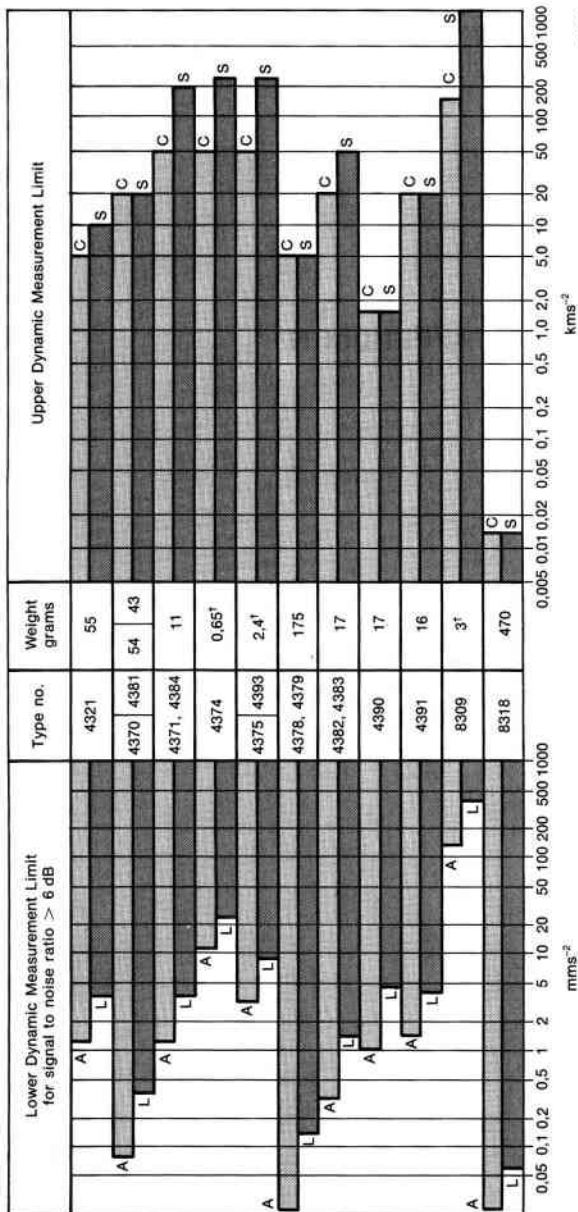 Lower Dynamic Measurement Limit
for signal to noise ratio > 6 dB
Type no.
Weight
grams
Upper Dynamic Measurement Limit
A 4321 55 C
L S
A 4370 4381 54 43 C
L S
A 4371, 4384 11 C
L S
A 4374 0,65† C
L S
A 4375 4393 2,4† C
L S
A 4378, 4379 175 C
L S
A 4382, 4383 17 C
L S
A 4390 17 C
L S
A 4391 16 C
L S
A 8309 3† C
L S
A 8318 470 C
L S
0,05 0,1 0,2 0,5 1 2 5 10 20 50 100 200 500 1000
mms⁻²
0,005 0,01 0,02 0,05 0,1 0,2 0,5 1,0 2,0 5,0 10 20 50 100 200 500 1000
kms⁻²